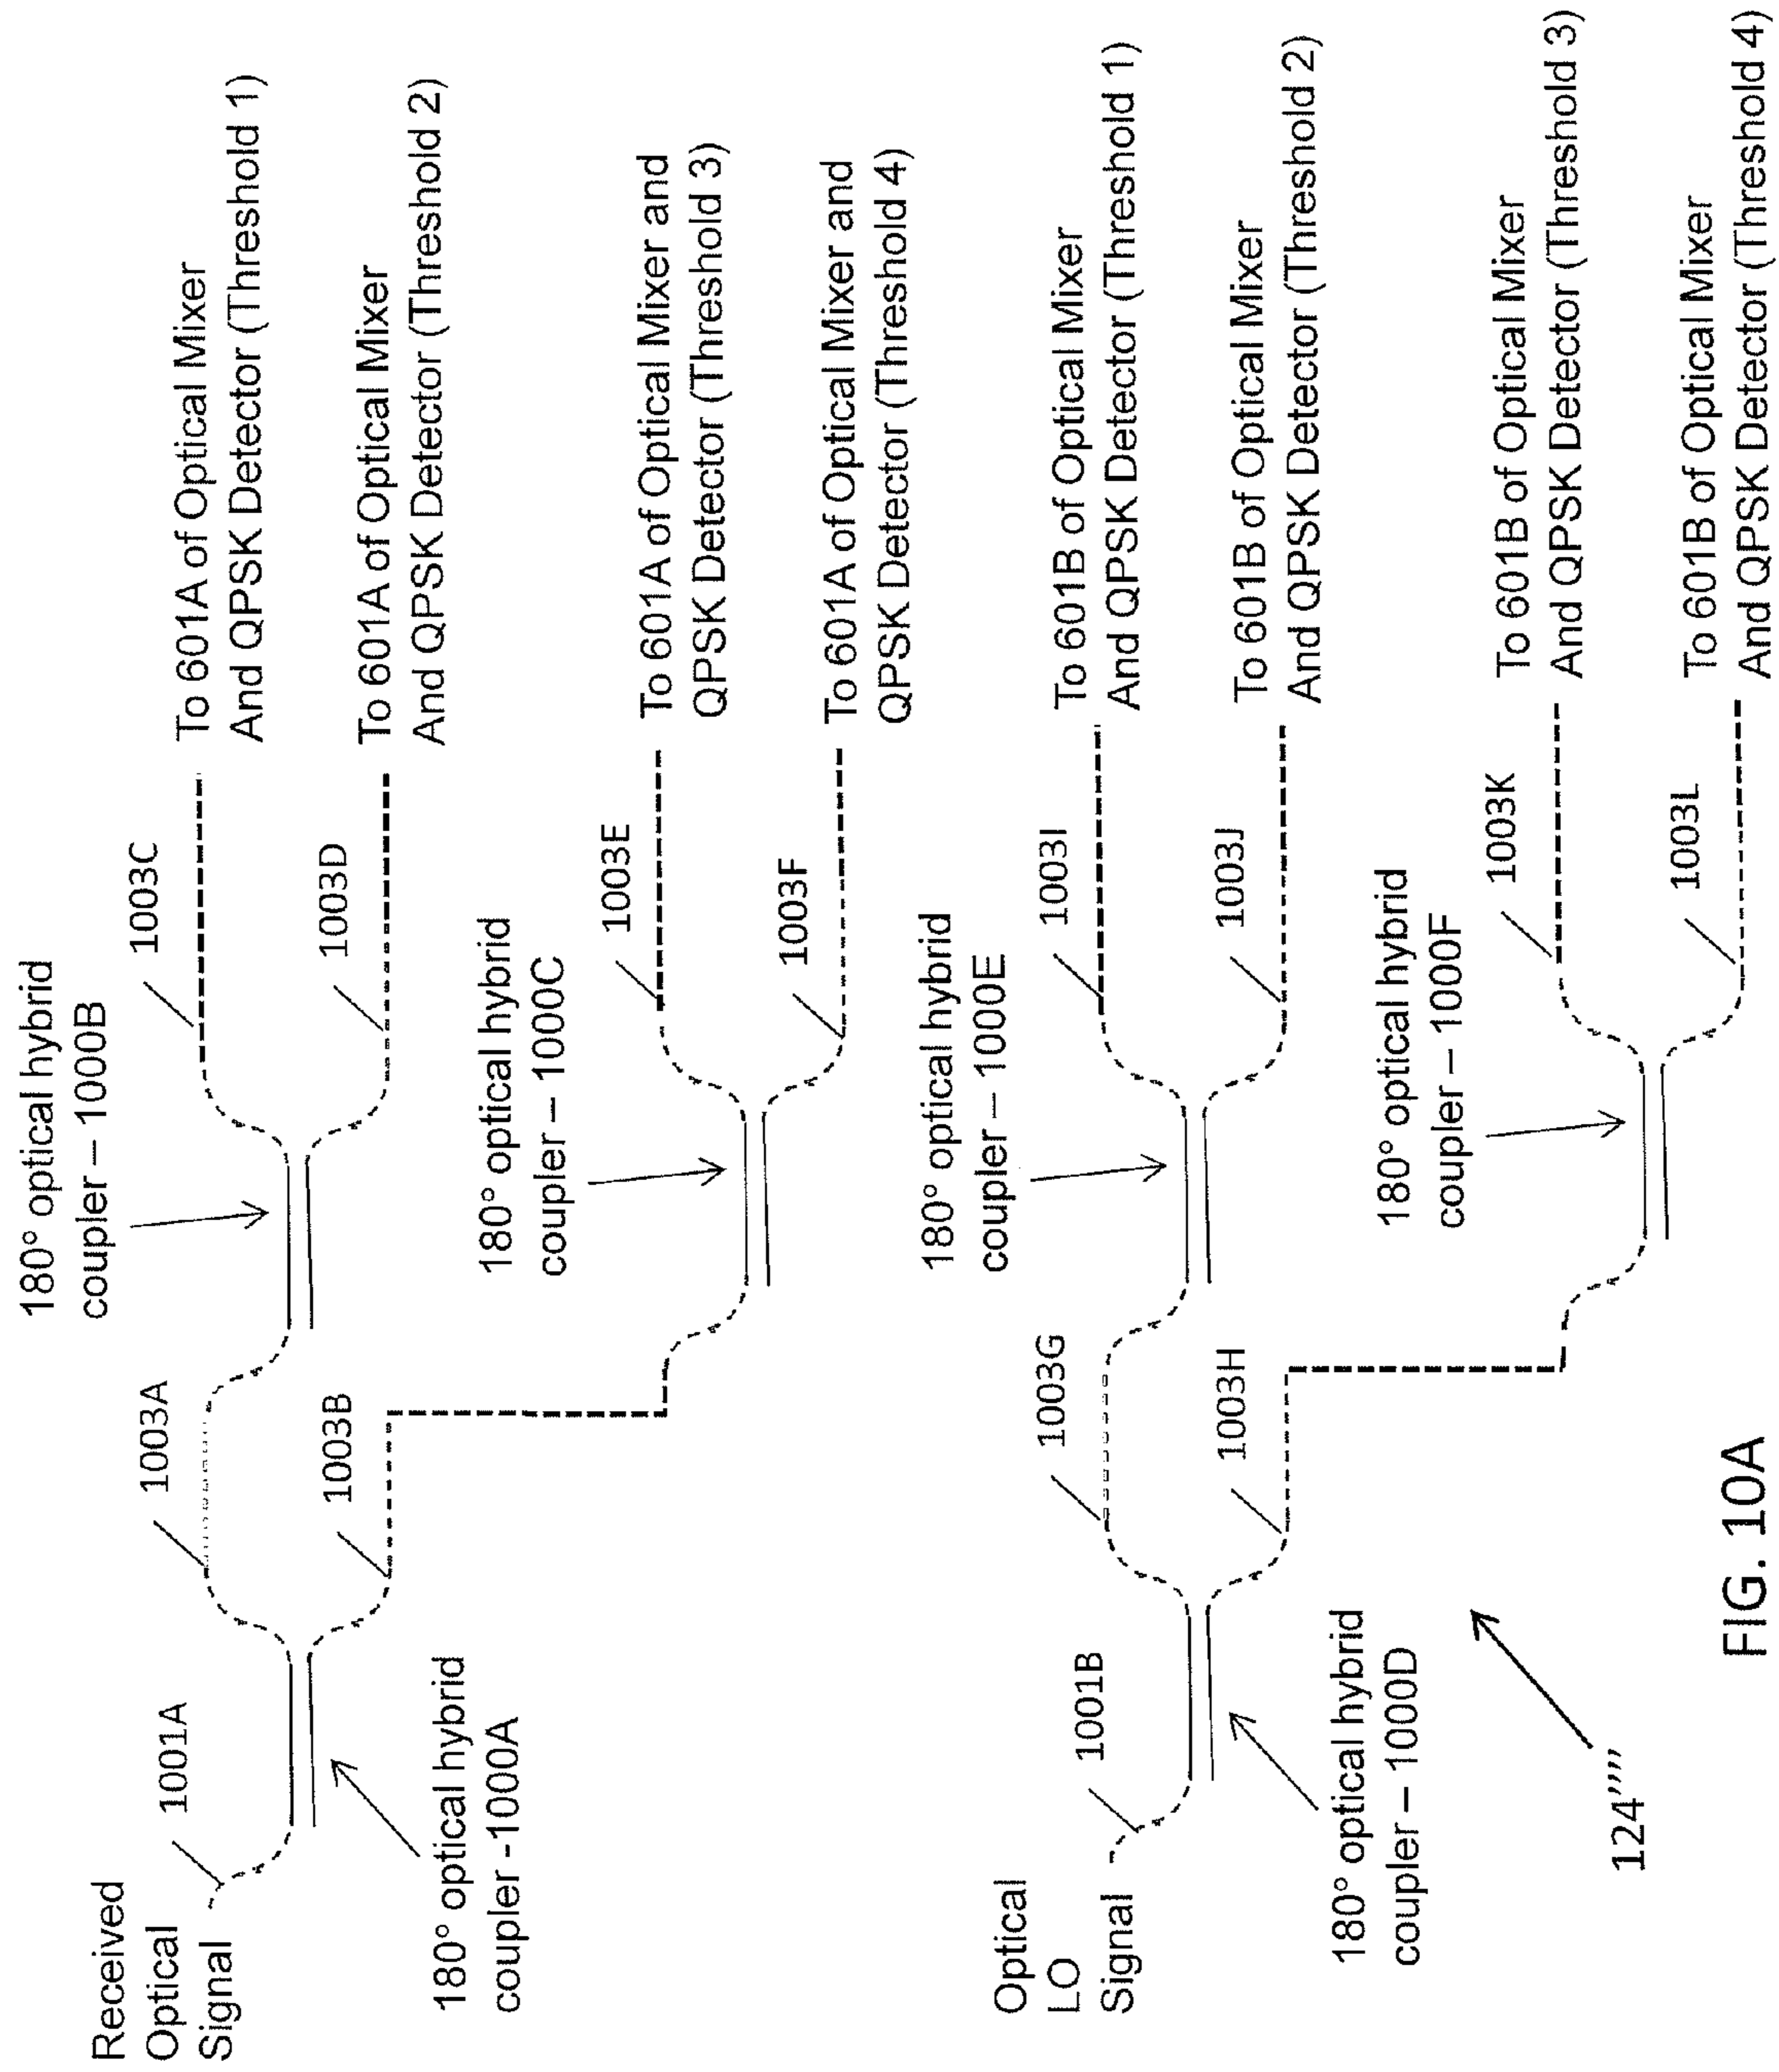 Received
Optical
Signal
1001A
180° optical hybrid
coupler -1000A
1003A
1003B
180° optical hybrid
coupler – 1000B
1003C
To 601A of Optical Mixer
And QPSK Detector (Threshold 1)
1003D
To 601A of Optical Mixer
And QPSK Detector (Threshold 2)
180° optical hybrid
coupler – 1000C
1003E
To 601A of Optical Mixer and
QPSK Detector (Threshold 3)
1003F
To 601A of Optical Mixer and
QPSK Detector (Threshold 4)
Optical
LO
Signal
1001B
180° optical hybrid
coupler – 1000D
1003G
1003H
180° optical hybrid
coupler – 1000E
1003I
To 601B of Optical Mixer
And QPSK Detector (Threshold 1)
1003J
To 601B of Optical Mixer
And QPSK Detector (Threshold 2)
180° optical hybrid
coupler – 1000F
1003K
To 601B of Optical Mixer
And QPSK Detector (Threshold 3)
1003L
To 601B of Optical Mixer
And QPSK Detector (Threshold 4)
124''''
FIG. 10A